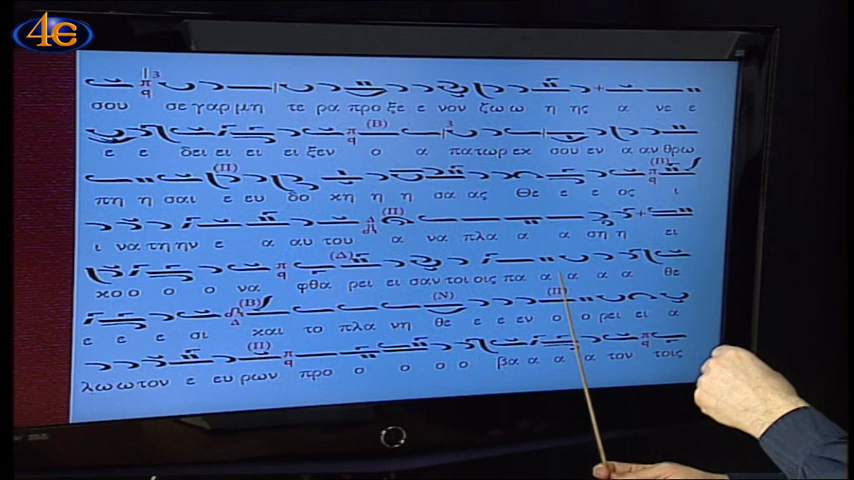 4ε
σου σε γαρ μη τε ρα προ ξε ε νον ζω ω η ης α νε ε
(Β)
ε ε δει ει ει ει ξεν ο α πατωρ εκ σου εν α αν θρω
(Π) (Π)
πη η σαι ε ευ δο κη η η σα ας Θε ε ε ος ι
(Π)
ι να τη ην ε α αυ του α να πλα α α ση η ει
(Δ)
κο ο ο ο να φθα ρει ει σαν τοι οις πα α α α α θε
(Β) (Ν) (Π)
ε ε ε σι και το πλα νη θε ε ε εν ο ο ρει ει α
(Π)
λω ω τον ε ευ ρων προ ο ο ο ο βα α α α τον τοις